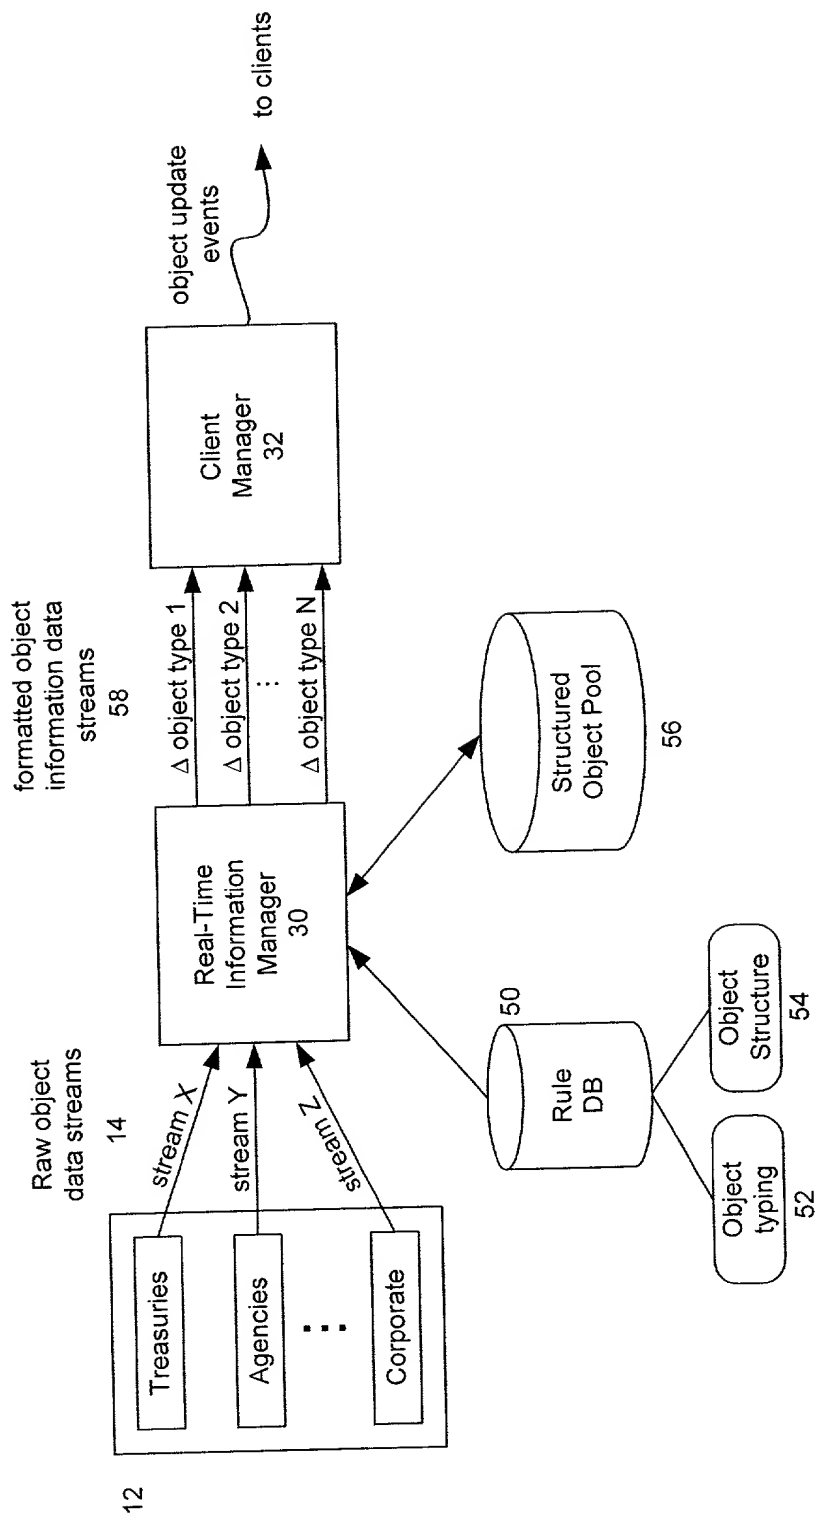 12
Treasuries
Agencies
Corporate
Raw object
data streams
14
stream X
stream Y
stream Z
Real-Time
Information
Manager
30
formatted object
information data
streams
58
Δ object type 1
Δ object type 2
Δ object type N
Client
Manager
32
object update
events
to clients
Rule
DB
50
Object
typing
52
Object
Structure
54
Structured
Object Pool
56